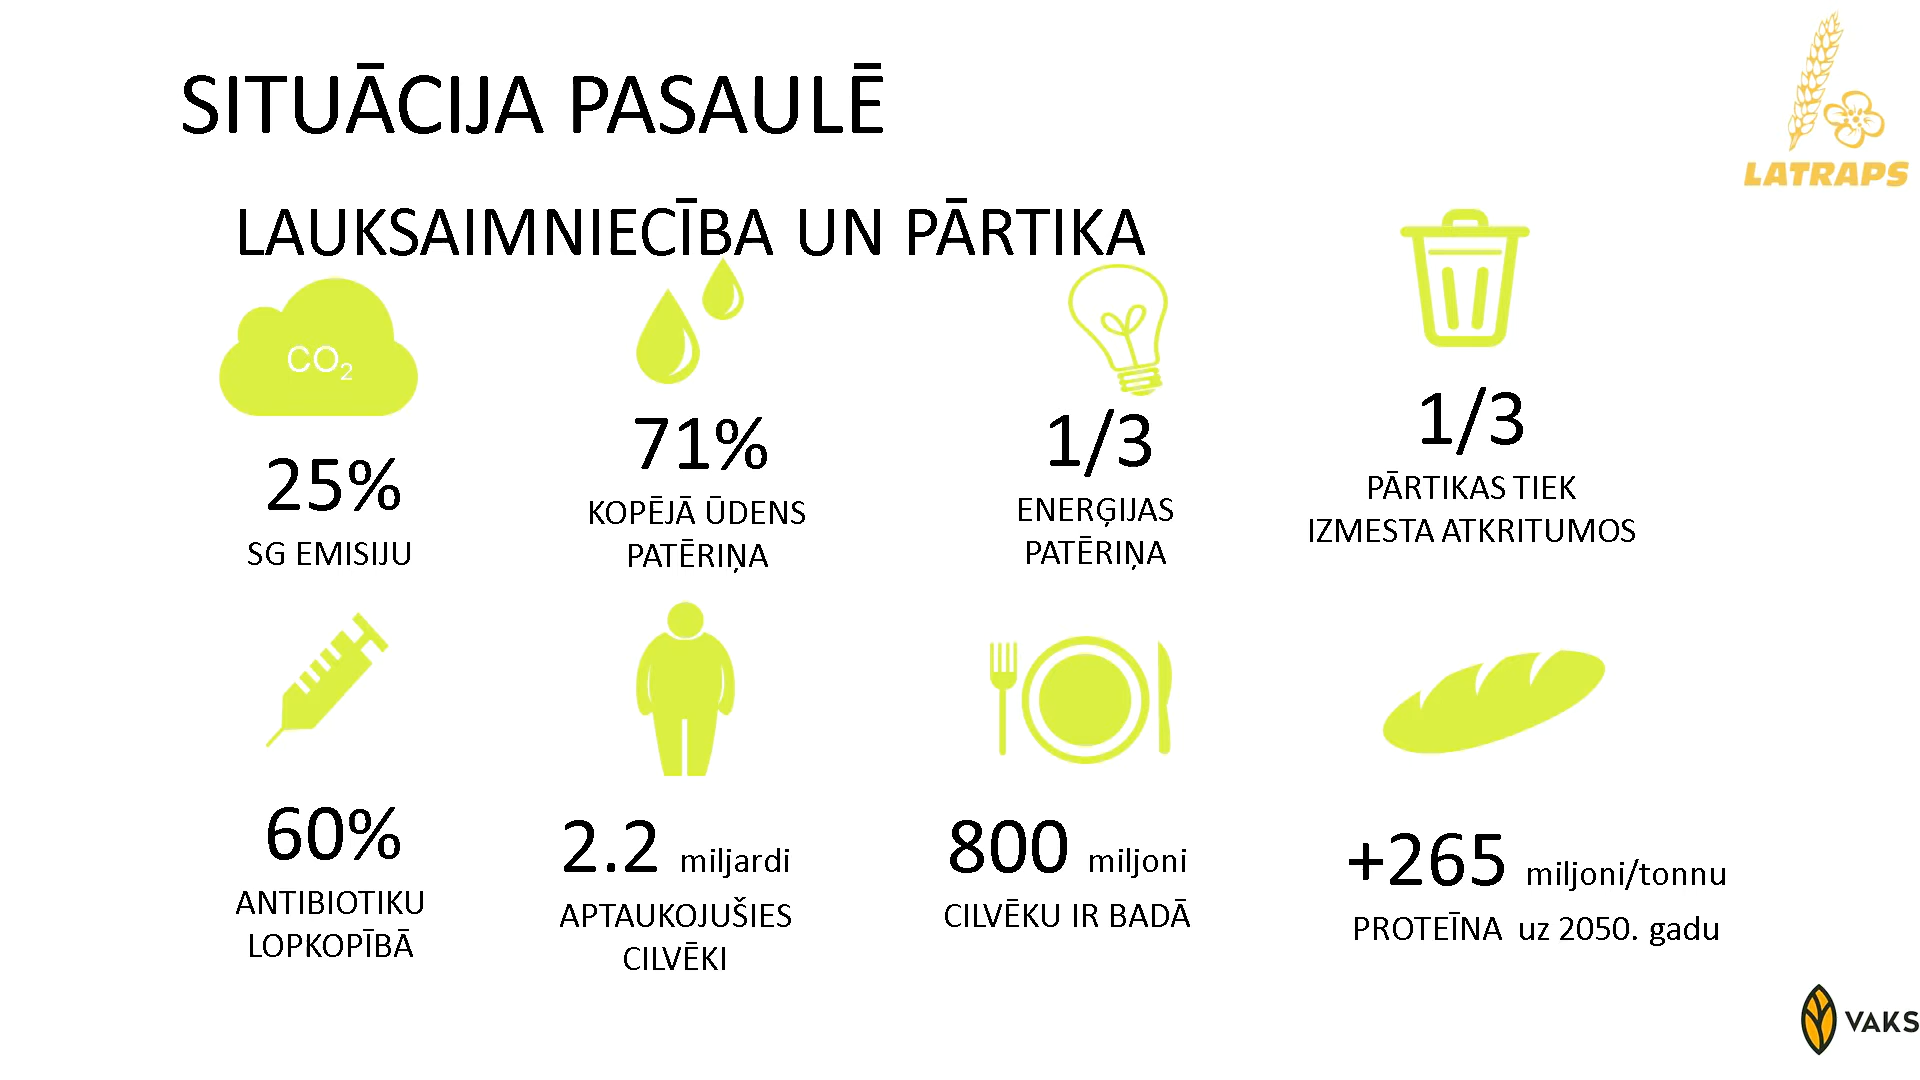 SITUĀCIJA PASAULĒ
LATRAPS
LAUKSAIMNIECĪBA UN PĀRTIKA
CO₂
25%
SG EMISIJU
71%
KOPĒJĀ ŪDENS
PATĒRIŅA
1/3
ENERĢIJAS
PATĒRIŅA
1/3
PĀRTIKAS TIEK
IZMESTA ATKRITUMOS
60%
ANTIBIOTIKU
LOPKOPĪBĀ
2.2 miljardi
APTAUKOJUŠIES
CILVĒKI
800 miljoni
CILVĒKU IR BADĀ
+265 miljoni/tonnu
PROTEĪNA uz 2050. gadu
VAKS